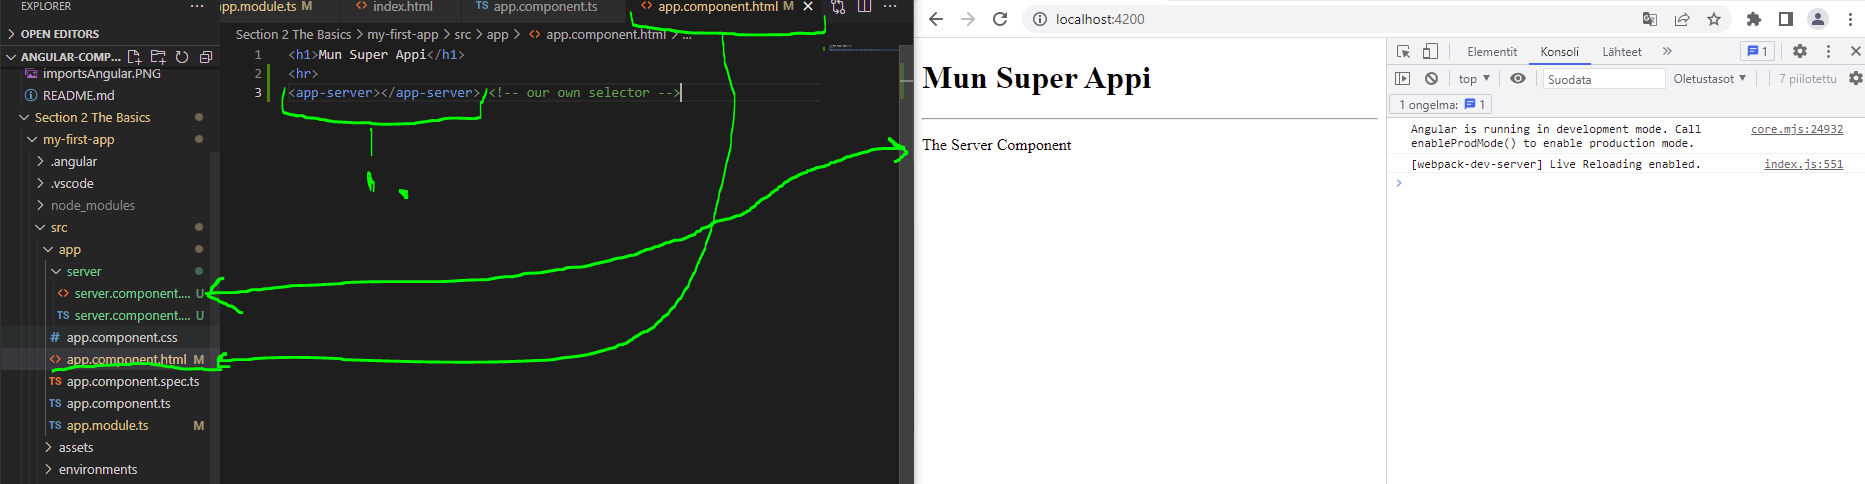 EXPLORER
OPEN EDITORS
ANGULAR-COMP...
importsAngular.PNG
README.md
Section 2 The Basics
my-first-app
.angular
.vscode
node_modules
src
app
server
server.component.... U
server.component.... U
app.component.css
app.component.html M
app.component.spec.ts
app.component.ts
app.module.ts M
assets
environments
app.module.ts M
index.html
TS app.component.ts
app.component.html M
Section 2 The Basics > my-first-app > src > app > <> app.component.html > ...
1 <h1>Mun Super Appi</h1>
2 <hr>
3 <app-server></app-server> <!-- our own selector -->
localhost:4200
Mun Super Appi
The Server Component
Elementit Konsoli Lähteet » 1
top Suodata Oletustasot 7 piilotettu
1 ongelma: 1
Angular is running in development mode. Call core.mjs:24932
enableProdMode() to enable production mode.
[webpack-dev-server] Live Reloading enabled. index.js:551